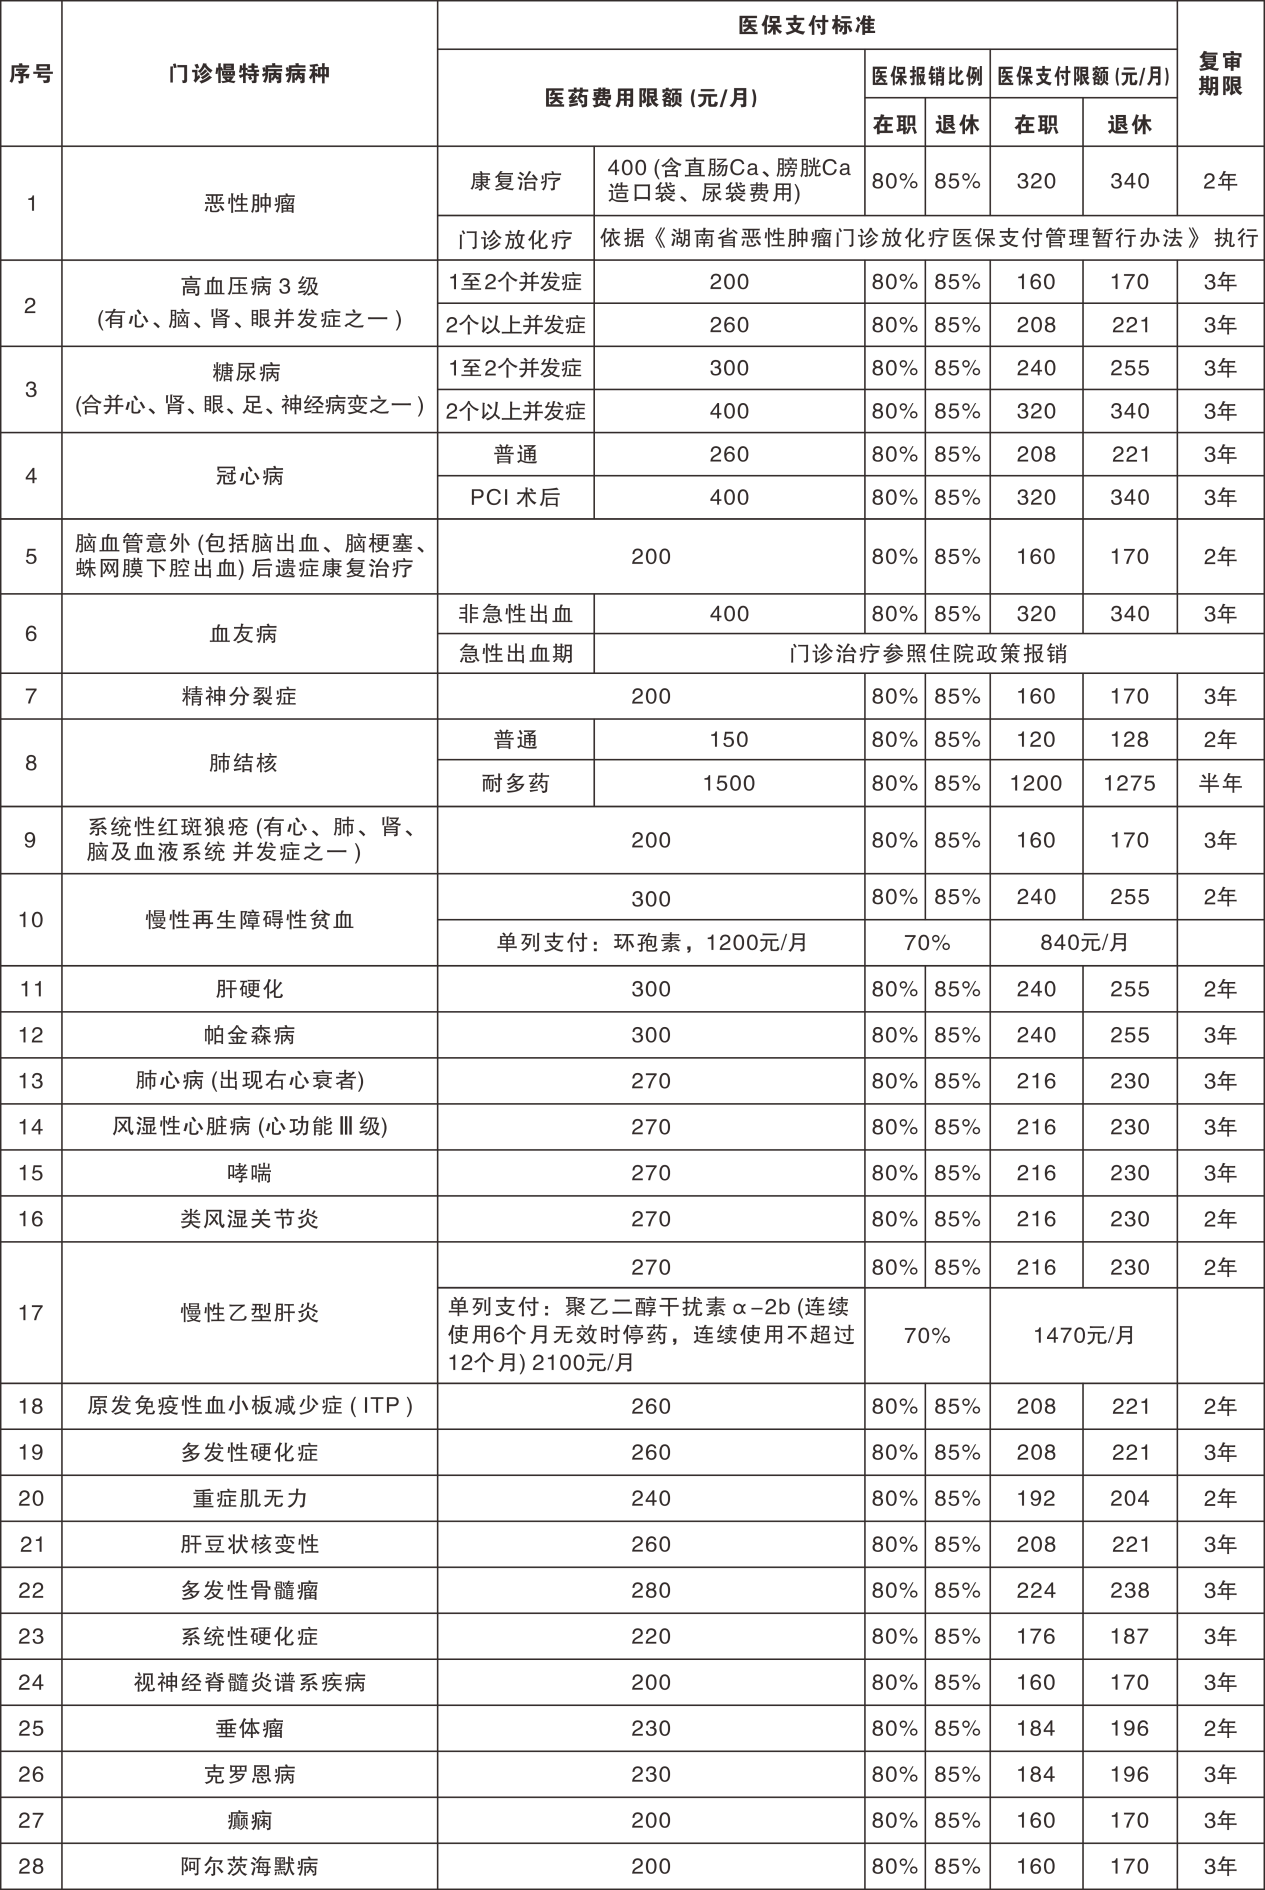 序号 门诊慢特病病种 医保支付标准 复审期限
医药费用限额 (元/月) 医保报销比例 医保支付限额 (元/月)
在职 退休 在职 退休
1 恶性肿瘤 康复治疗 400 (含直肠Ca、膀胱Ca造口袋、尿袋费用) 80% 85% 320 340 2年
门诊放化疗 依据《湖南省恶性肿瘤门诊放化疗医保支付管理暂行办法》执行
2 高血压病 3 级 (有心、脑、肾、眼并发症之一) 1至2个并发症 200 80% 85% 160 170 3年
2个以上并发症 260 80% 85% 208 221 3年
3 糖尿病 (合并心、肾、眼、足、神经病变之一) 1至2个并发症 300 80% 85% 240 255 3年
2个以上并发症 400 80% 85% 320 340 3年
4 冠心病 普通 260 80% 85% 208 221 3年
PCI 术后 400 80% 85% 320 340 3年
5 脑血管意外 (包括脑出血、脑梗塞、蛛网膜下腔出血) 后遗症康复治疗 200 80% 85% 160 170 2年
6 血友病 非急性出血 400 80% 85% 320 340 3年
急性出血期 门诊治疗参照住院政策报销
7 精神分裂症 200 80% 85% 160 170 3年
8 肺结核 普通 150 80% 85% 120 128 2年
耐多药 1500 80% 85% 1200 1275 半年
9 系统性红斑狼疮 (有心、肺、肾、脑及血液系统 并发症之一) 200 80% 85% 160 170 3年
10 慢性再生障碍性贫血 300 80% 85% 240 255 2年
单列支付：环孢素，1200元/月 70% 840元/月
11 肝硬化 300 80% 85% 240 255 2年
12 帕金森病 300 80% 85% 240 255 3年
13 肺心病 (出现右心衰者) 270 80% 85% 216 230 3年
14 风湿性心脏病 (心功能Ⅲ级) 270 80% 85% 216 230 3年
15 哮喘 270 80% 85% 216 230 3年
16 类风湿关节炎 270 80% 85% 216 230 2年
17 慢性乙型肝炎 270 80% 85% 216 230 2年
单列支付：聚乙二醇干扰素 α-2b (连续使用6个月无效时停药，连续使用不超过12个月) 2100元/月 70% 1470元/月
18 原发免疫性血小板减少症 ( ITP ) 260 80% 85% 208 221 2年
19 多发性硬化症 260 80% 85% 208 221 3年
20 重症肌无力 240 80% 85% 192 204 2年
21 肝豆状核变性 260 80% 85% 208 221 3年
22 多发性骨髓瘤 280 80% 85% 224 238 3年
23 系统性硬化症 220 80% 85% 176 187 3年
24 视神经脊髓炎谱系疾病 200 80% 85% 160 170 3年
25 垂体瘤 230 80% 85% 184 196 2年
26 克罗恩病 230 80% 85% 184 196 3年
27 癫痫 200 80% 85% 160 170 3年
28 阿尔茨海默病 200 80% 85% 160 170 3年